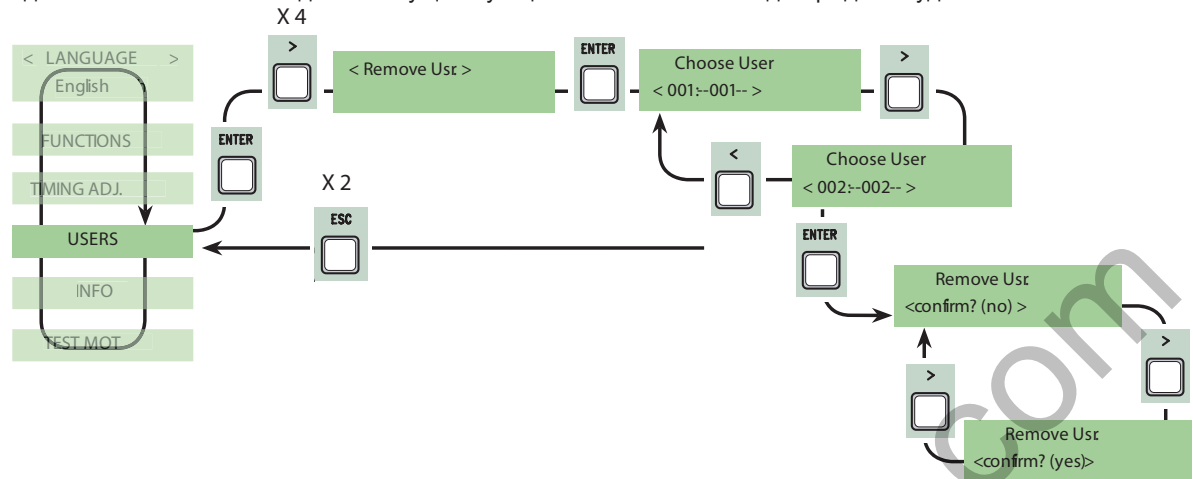 X 4
< LANGUAGE >
English
FUNCTIONS
TIMING ADJ.
USERS
INFO
TEST MOT
ENTER
>
< Remove Usr. >
ENTER
Choose User
< 001:--001-- >
>
<
Choose User
< 002:--002-- >
X 2
ESC
ENTER
Remove Usr.
<confirm? (no) >
>
>
Remove Usr.
<confirm? (yes)>
com